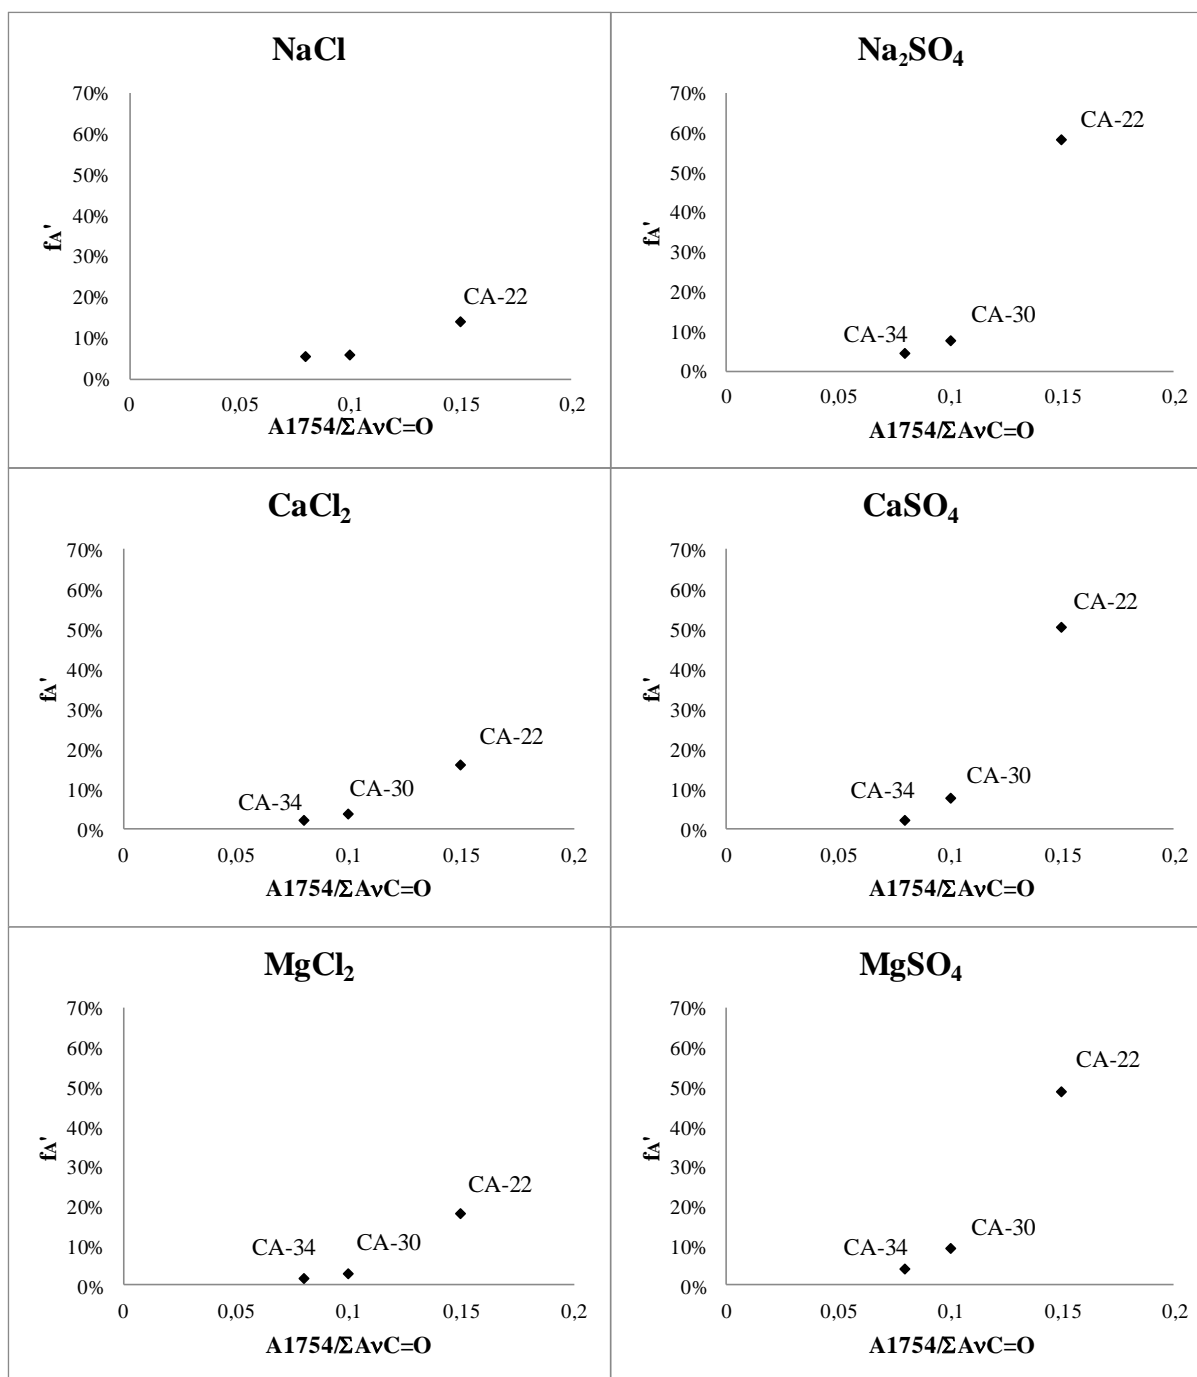 NaCl
70%
60%
50%
40%
30%
20%
10%
0%
fA'
CA-22
0 0,05 0,1 0,15 0,2
A1754/ΣAνC=O
Na₂SO₄
70%
60%
50%
40%
30%
20%
10%
0%
fA'
CA-22
CA-30
CA-34
0 0,05 0,1 0,15 0,2
A1754/ΣAνC=O
CaCl₂
70%
60%
50%
40%
30%
20%
10%
0%
fA'
CA-22
CA-30
CA-34
0 0,05 0,1 0,15 0,2
A1754/ΣAνC=O
CaSO₄
70%
60%
50%
40%
30%
20%
10%
0%
fA'
CA-22
CA-30
CA-34
0 0,05 0,1 0,15 0,2
A1754/ΣAνC=O
MgCl₂
70%
60%
50%
40%
30%
20%
10%
0%
fA'
CA-22
CA-30
CA-34
0 0,05 0,1 0,15 0,2
A1754/ΣAνC=O
MgSO₄
70%
60%
50%
40%
30%
20%
10%
0%
fA'
CA-22
CA-30
CA-34
0 0,05 0,1 0,15 0,2
A1754/ΣAνC=O